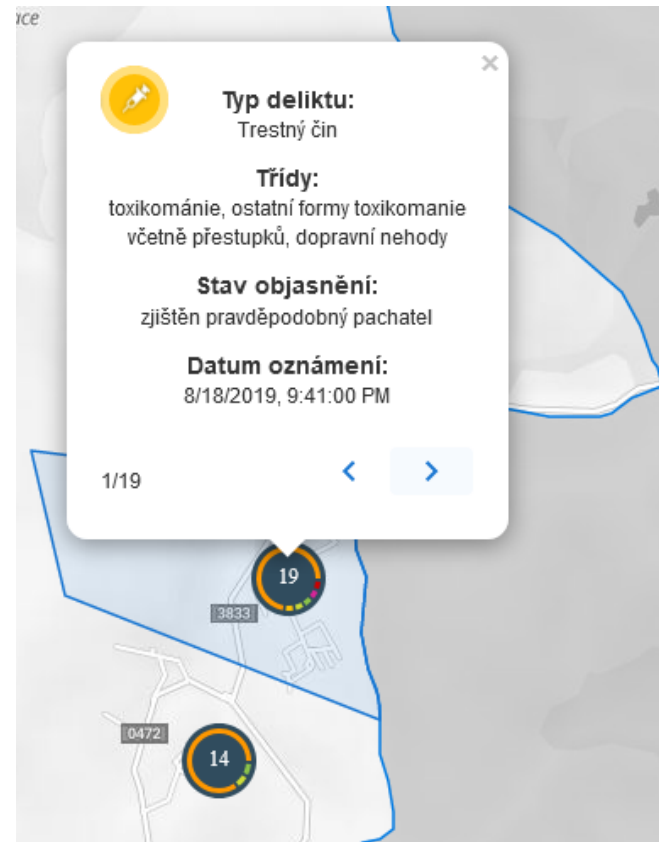 ace
×
Typ deliktu:
Trestný čin
Třídy:
toxikománie, ostatní formy toxikomanie
včetně přestupků, dopravní nehody
Stav objasnění:
zjištěn pravděpodobný pachatel
Datum oznámení:
8/18/2019, 9:41:00 PM
1/19
19
3833
0472
14